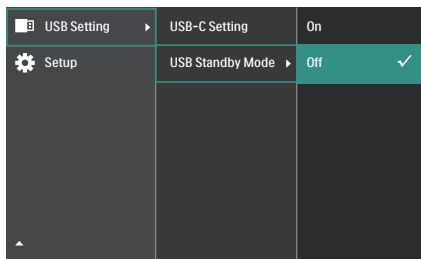 USB Setting
USB-C Setting
On
Setup
USB Standby Mode
Off